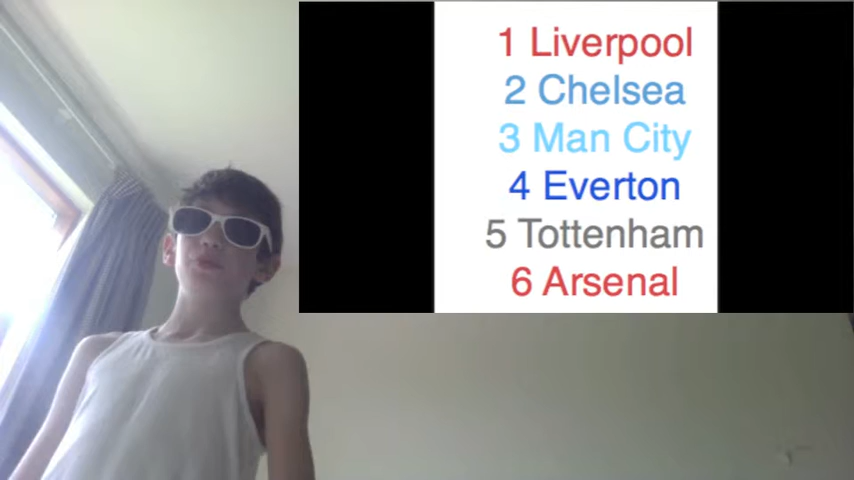 1 Liverpool
2 Chelsea
3 Man City
4 Everton
5 Tottenham
6 Arsenal